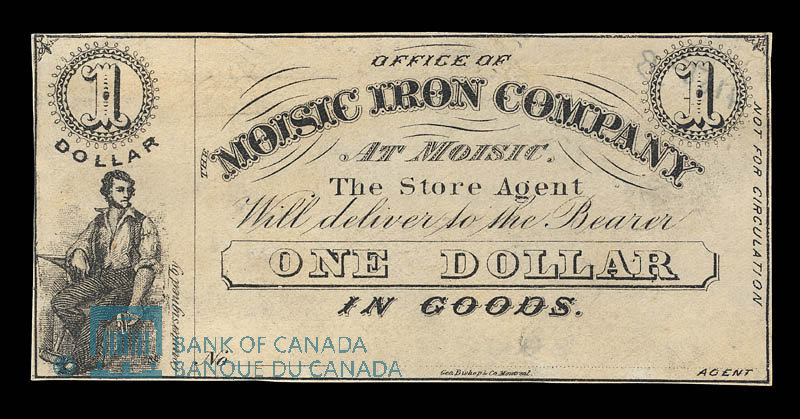 OFFICE OF
1
1
DOLLAR
THE MOISIC IRON COMPANY
AT MOISIC.
The Store Agent
Will deliver to the Bearer
ONE DOLLAR
IN GOODS.
NOT FOR CIRCULATION
Countersigned by
No.
Geo. Bishop & Co. Montreal.
AGENT
BANK OF CANADA
BANQUE DU CANADA